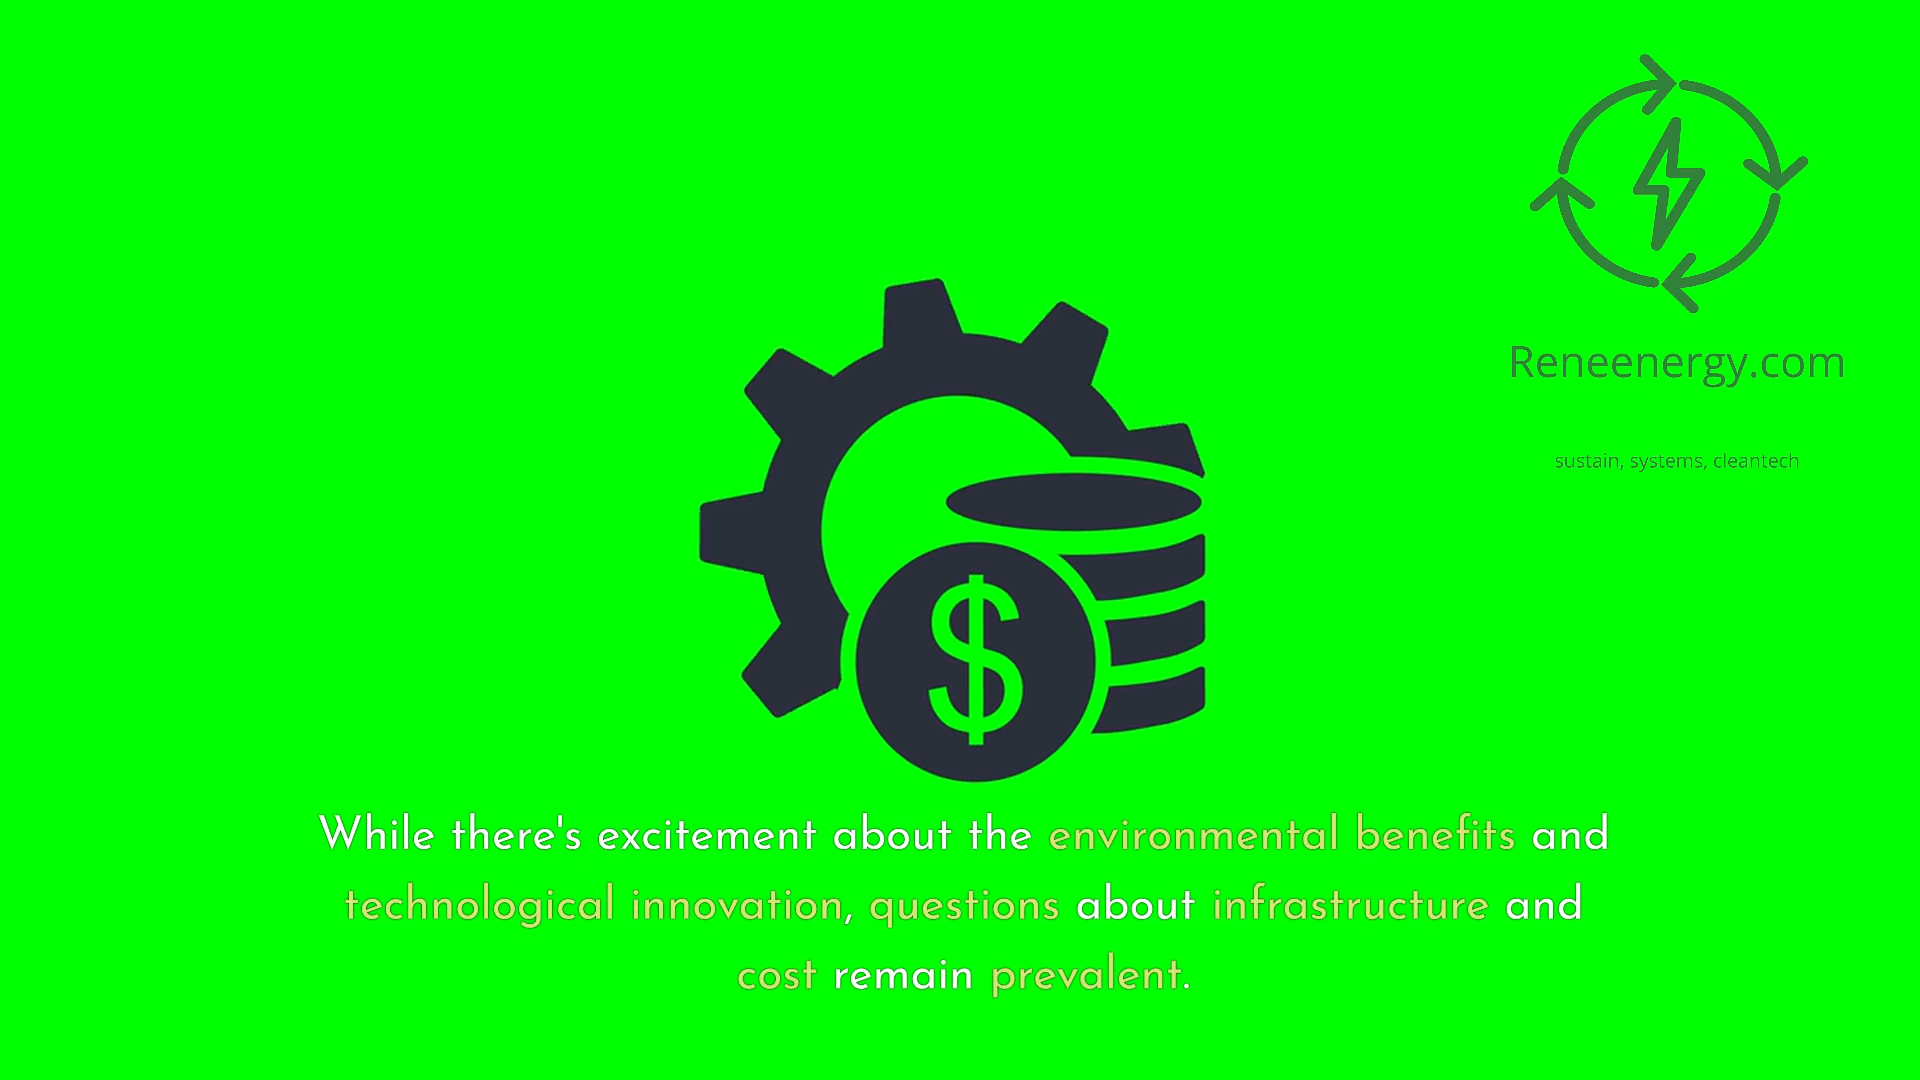 Reneenergy.com
sustain, systems, cleantech
$
While there's excitement about the environmental benefits and
technological innovation, questions about infrastructure and
cost remain prevalent.